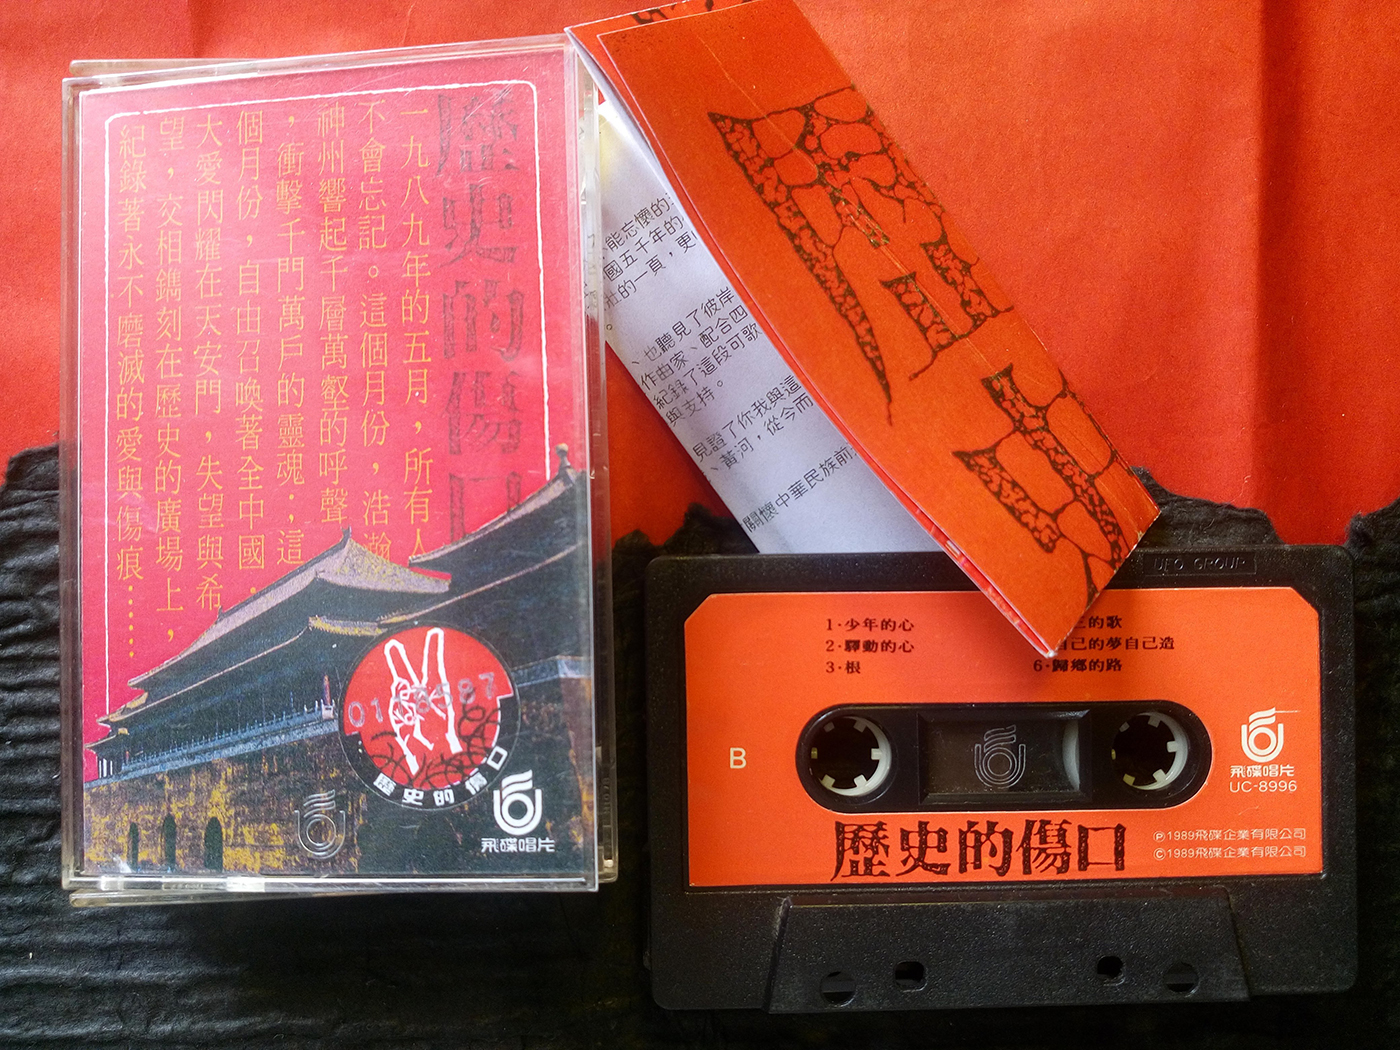 歷史的傷口
一九八九年的五月，所有人
不會忘記。這個月份，浩瀚
神州響起千層萬壑的呼聲
，衝擊千門萬戶的靈魂；這
個月份，自由召喚著全中國．
大愛閃耀在天安門，失望與希
望，交相鐫刻在歷史的廣場上，
紀錄著永不磨滅的愛與傷痕……
歷史的傷口
飛碟唱片
能忘懷的
國五千年的
壯的一頁，更
、也聽見了彼岸
作曲家、配合四
紀錄了這段可歌
與支持。
見證了你我與這
、黃河，從今而
關懷中華民族前
歷史
UFO GROUP
1·少年的心
2·驛動的心
3·根
的歌
自己的夢自己造
6·歸鄉的路
B
飛碟唱片
UC-8996
歷史的傷口
Ⓟ1989飛碟企業有限公司
Ⓒ1989飛碟企業有限公司